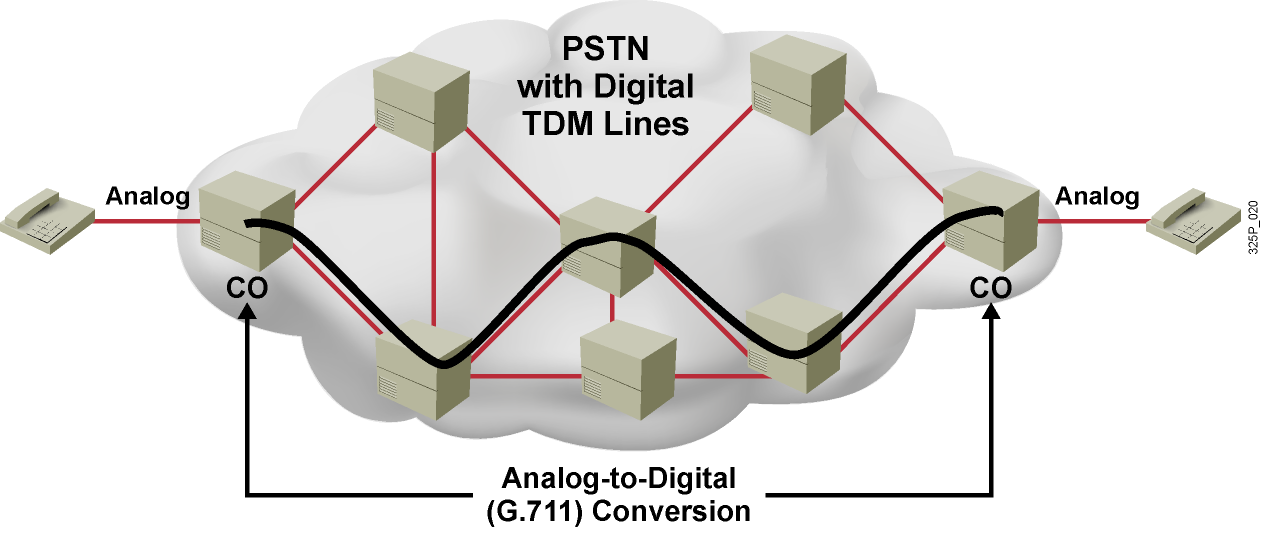 PSTN
with Digital
TDM Lines
Analog
Analog
CO
CO
325P_020
Analog-to-Digital
(G.711) Conversion